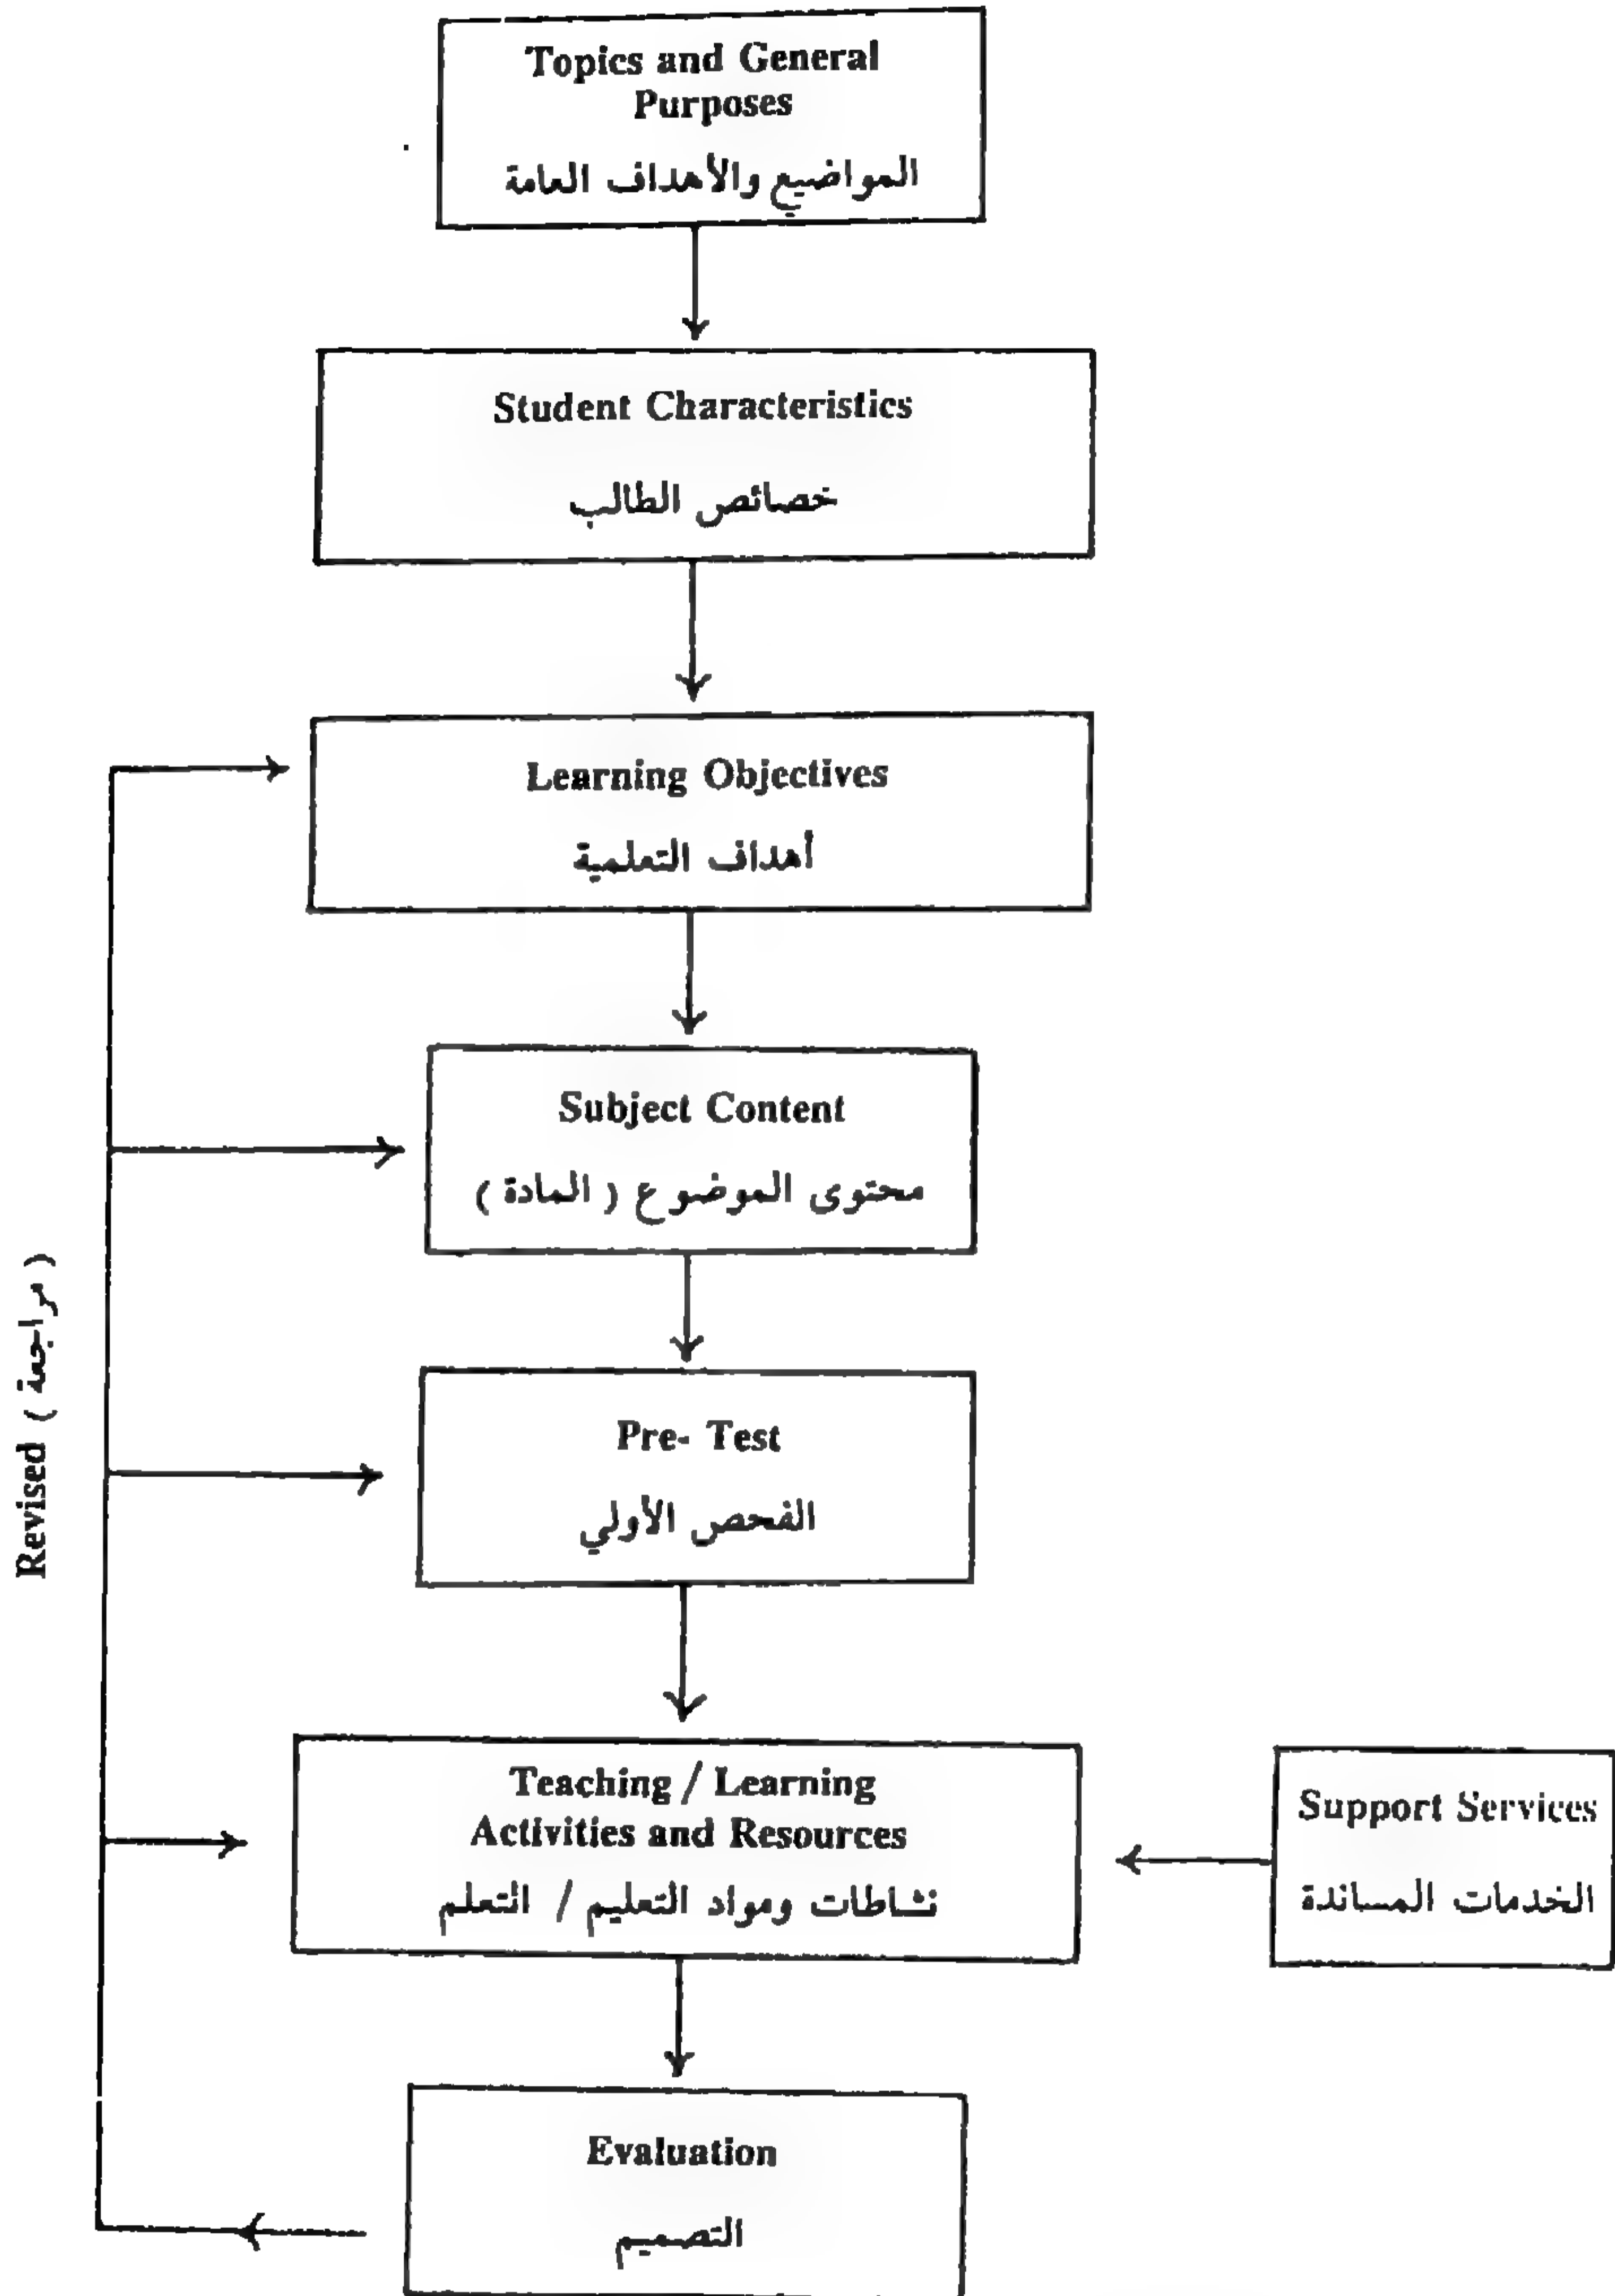 Topics and General
Purposes
المواضيع والأهداف العامة
Student Characteristics
خصائص الطالب
Learning Objectives
أهداف التعلمية
Subject Content
محتوى الموضوع ( المادة )
Pre- Test
الفحص الأولي
Teaching / Learning
Activities and Resources
نشاطات ومواد التعليم / التعلم
Support Services
الخدمات المساندة
Evaluation
التصميم
Revised ( مراجعة )